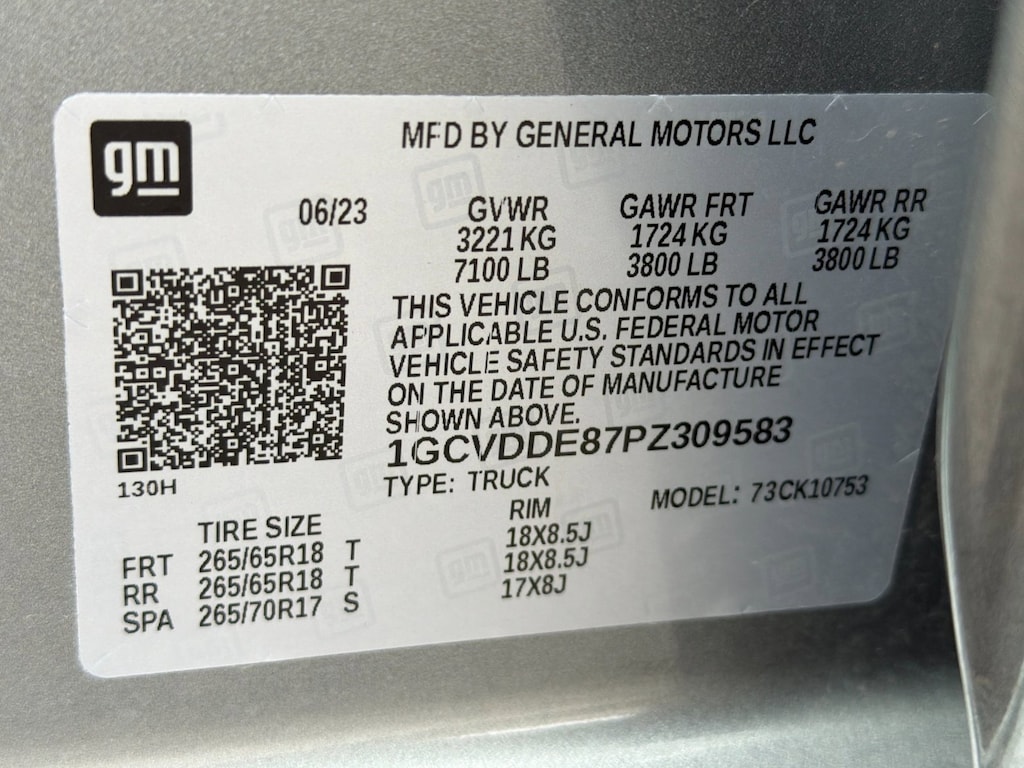 gm
MFD BY GENERAL MOTORS LLC
06/23 GVWR GAWR FRT GAWR RR
3221 KG 1724 KG 1724 KG
7100 LB 3800 LB 3800 LB
THIS VEHICLE CONFORMS TO ALL
APPLICABLE U.S. FEDERAL MOTOR
VEHICLE SAFETY STANDARDS IN EFFECT
ON THE DATE OF MANUFACTURE
SHOWN ABOVE.
1GCVDDE87PZ309583
130H
TYPE: TRUCK MODEL: 73CK10753
TIRE SIZE RIM
FRT 265/65R18 T 18X8.5J
RR 265/65R18 T 18X8.5J
SPA 265/70R17 S 17X8J